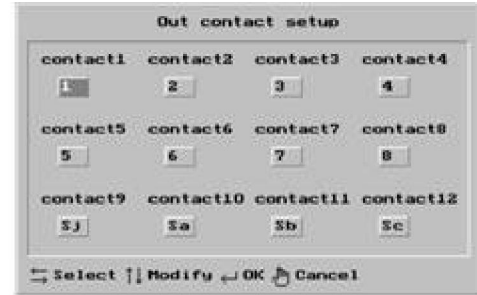 Out contact setup
contact1 contact2 contact3 contact4
1 2 3 4
contact5 contact6 contact7 contact8
5 6 7 8
contact9 contact10 contact11 contact12
Sj Sa Sb Sc
⇆ Select ↑↓ Modify ↵ OK Cancel